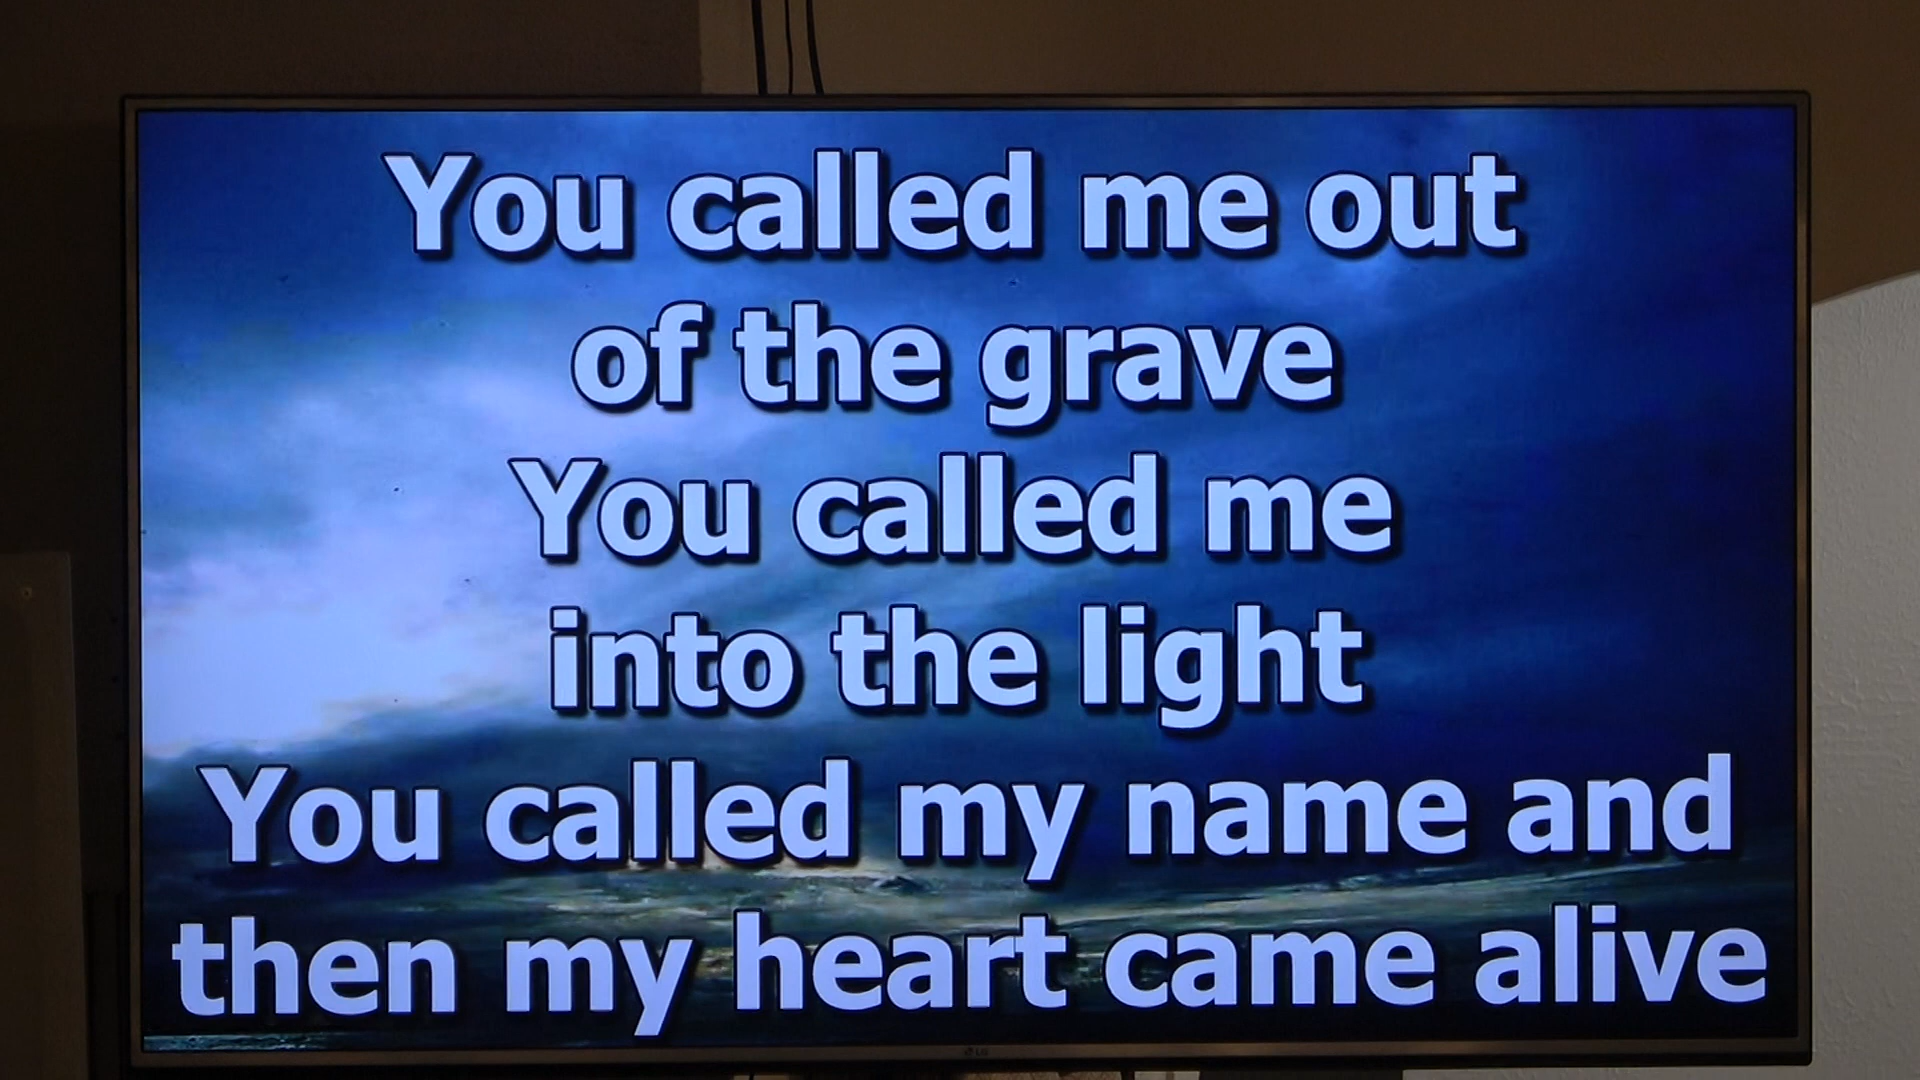 You called me out
of the grave
You called me
into the light
You called my name and
then my heart came alive
LG